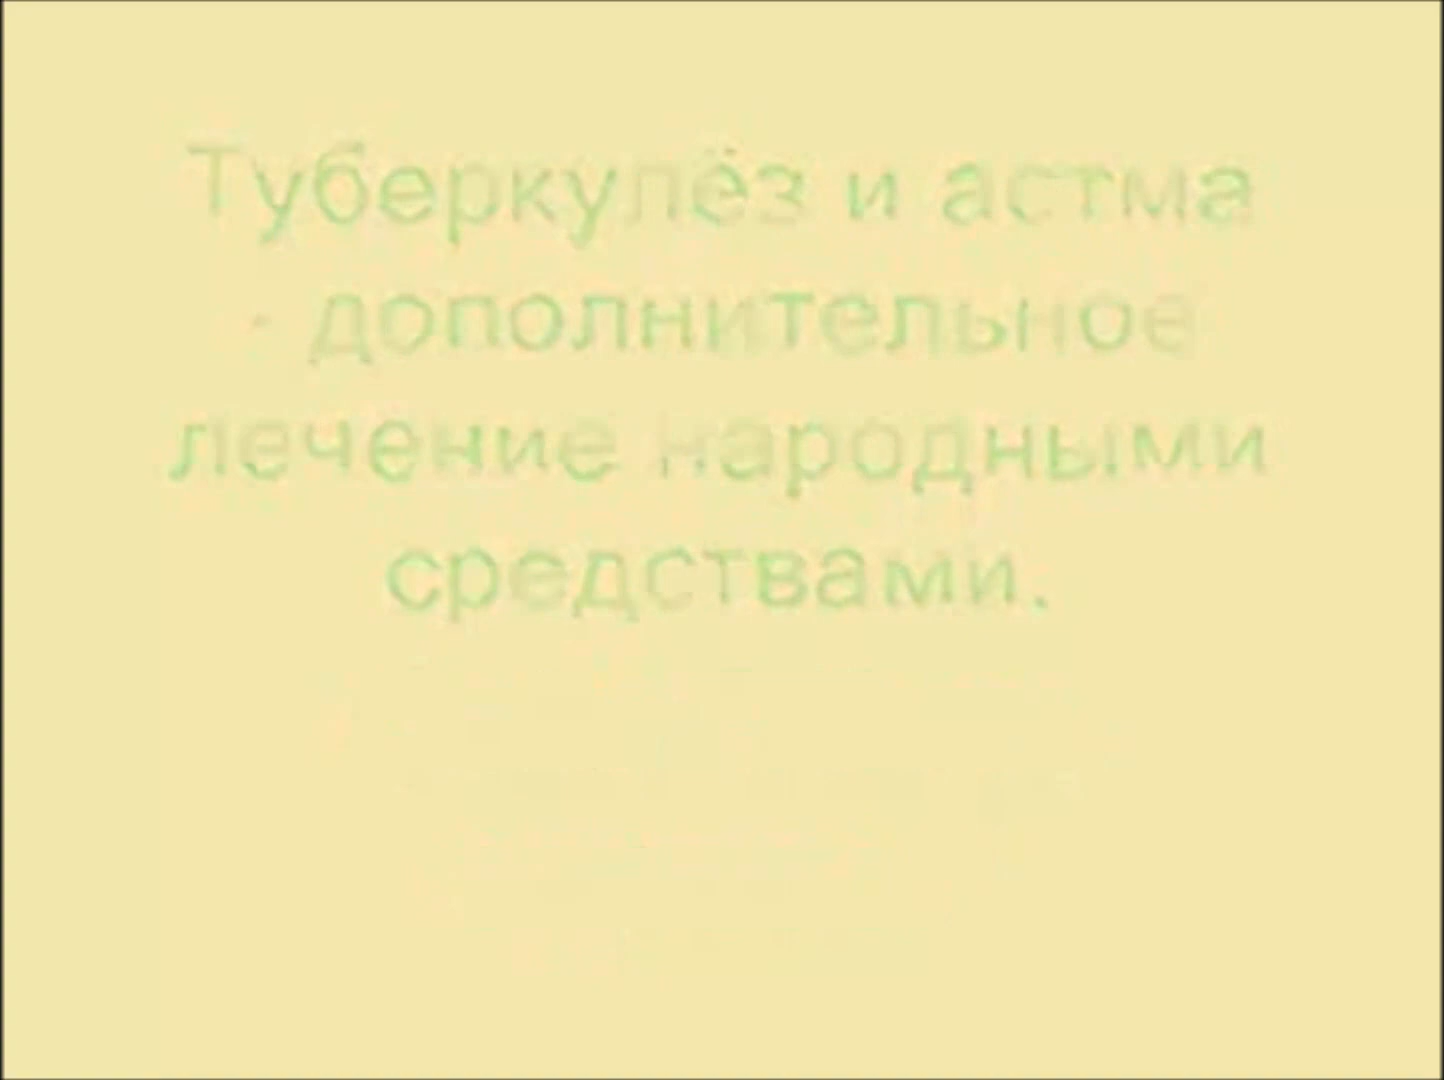 Туберкулёз и астма
- дополнительное
лечение народными
средствами.